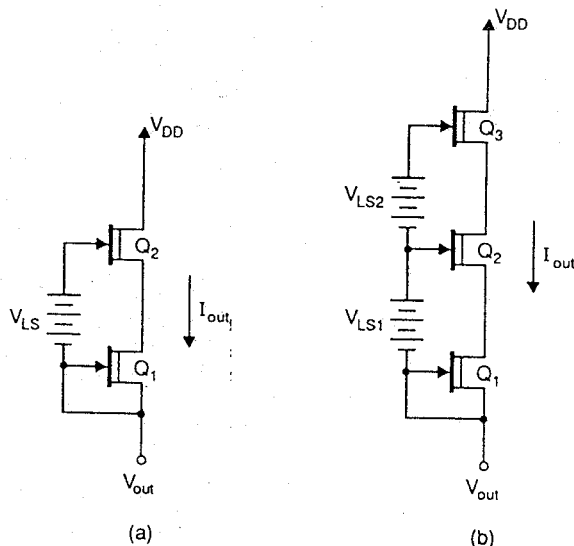 V_DD
Q_2
V_LS
I_out
Q_1
V_out
(a)
V_DD
Q_3
V_LS2
Q_2
I_out
V_LS1
Q_1
V_out
(b)